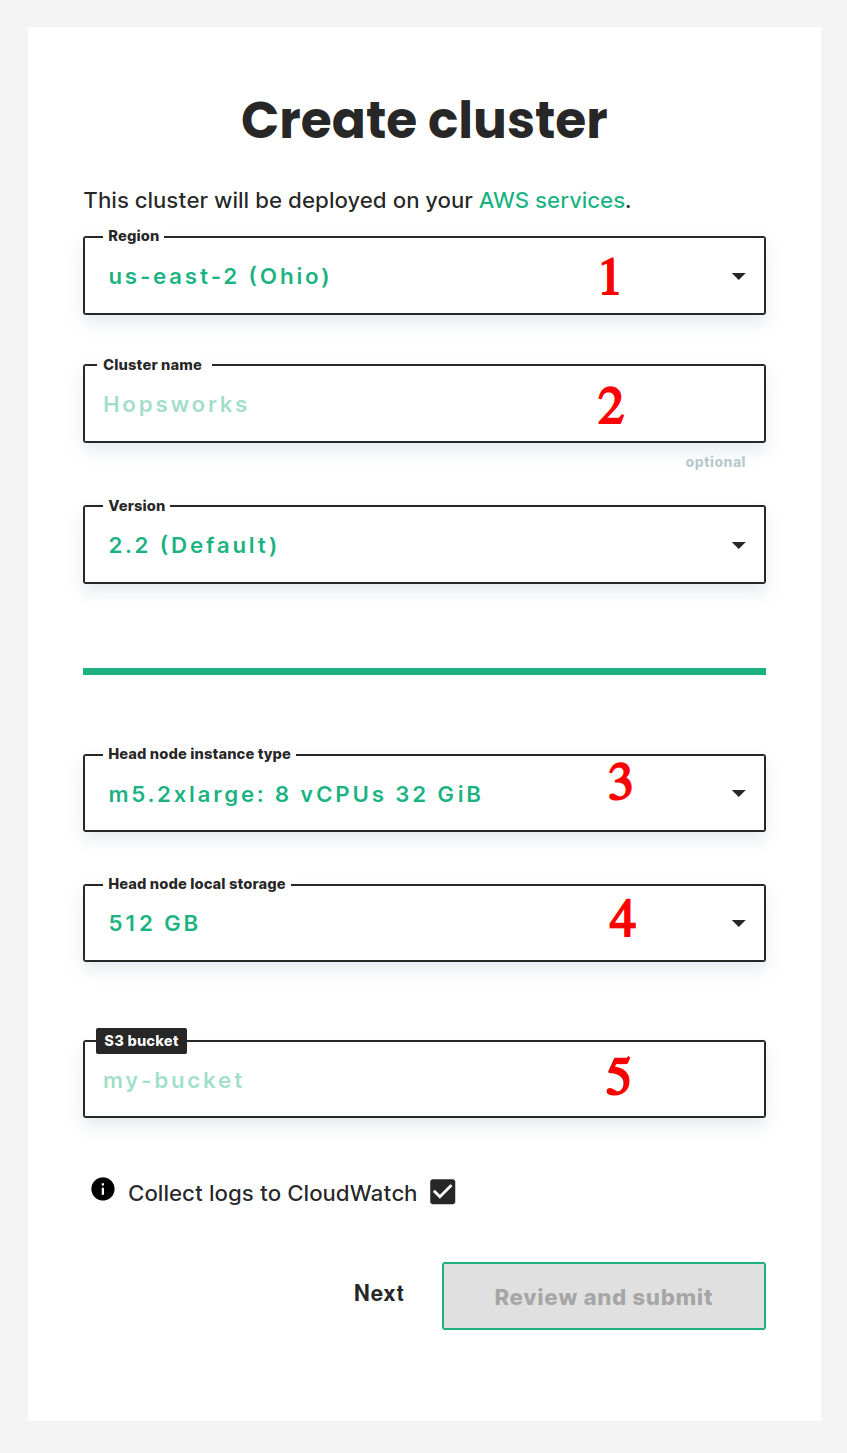 Create cluster
This cluster will be deployed on your AWS services.
Region
us-east-2 (Ohio)
1
Cluster name
Hopsworks
2
optional
Version
2.2 (Default)
Head node instance type
m5.2xlarge: 8 vCPUs 32 GiB
3
Head node local storage
512 GB
4
S3 bucket
my-bucket
5
Collect logs to CloudWatch
Next
Review and submit